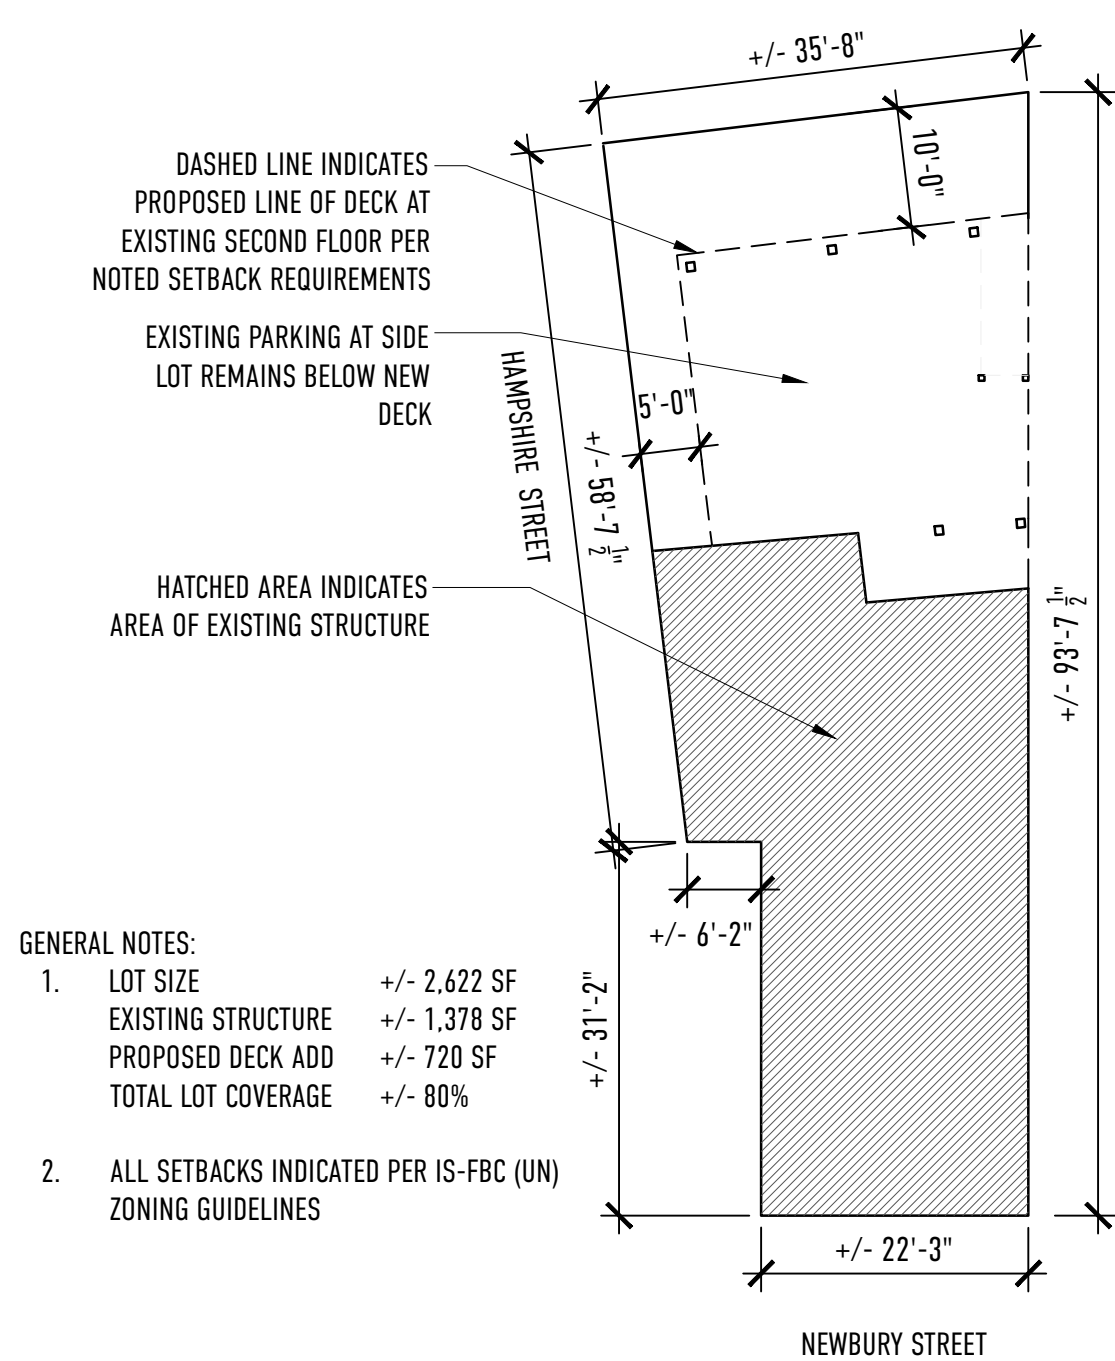 +/- 35'-8"
10'-0"
DASHED LINE INDICATES
PROPOSED LINE OF DECK AT
EXISTING SECOND FLOOR PER
NOTED SETBACK REQUIREMENTS
EXISTING PARKING AT SIDE
LOT REMAINS BELOW NEW
DECK
HAMPSHIRE STREET
5'-0"
+/- 58'-7 1/2"
HATCHED AREA INDICATES
AREA OF EXISTING STRUCTURE
+/- 93'-7 1/2"
+/- 6'-2"
+/- 31'-2"
GENERAL NOTES:
1. LOT SIZE +/- 2,622 SF
EXISTING STRUCTURE +/- 1,378 SF
PROPOSED DECK ADD +/- 720 SF
TOTAL LOT COVERAGE +/- 80%
2. ALL SETBACKS INDICATED PER IS-FBC (UN)
ZONING GUIDELINES
+/- 22'-3"
NEWBURY STREET